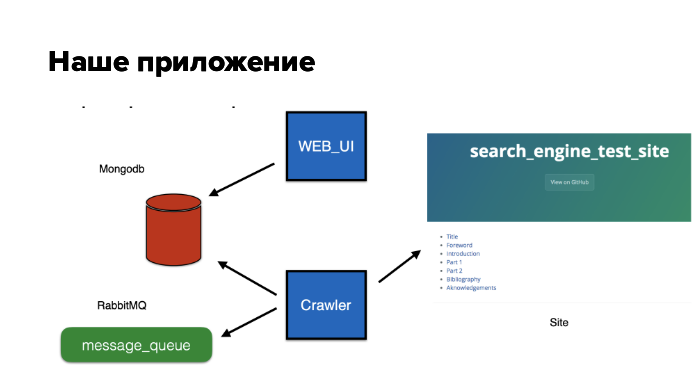 Наше приложение
WEB_UI
Mongodb
search_engine_test_site
View on GitHub
Title
Foreword
Introduction
Part 1
Part 2
Bibliography
Aknowledgements
RabbitMQ
Crawler
Site
message_queue